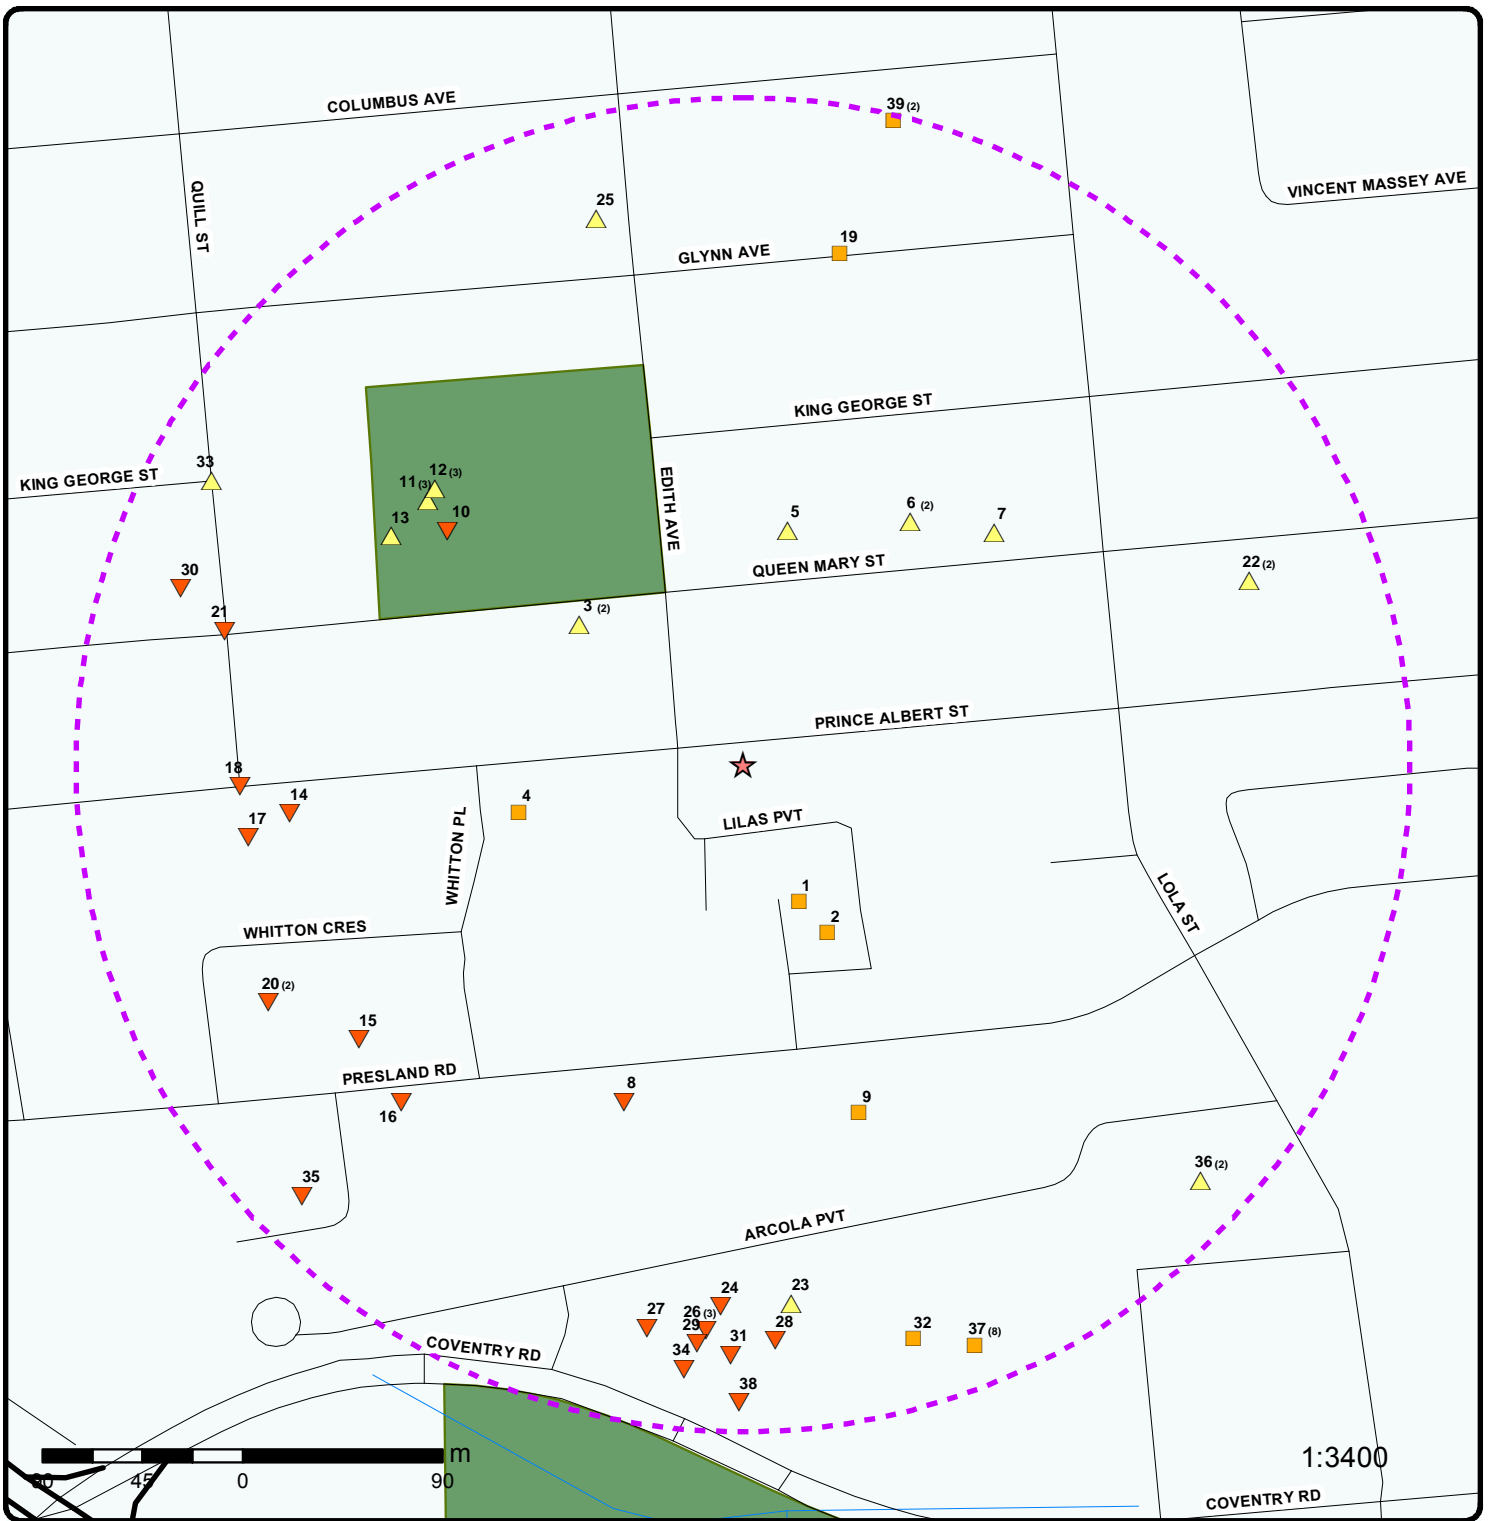 COLUMBUS AVE
39 (2)
VINCENT MASSEY AVE
QUILL ST
25
GLYNN AVE
19
KING GEORGE ST
33
KING GEORGE ST
12 (3)
11 (3)
10
13
EDITH AVE
5
6 (2)
7
QUEEN MARY ST
22 (2)
30
21
3 (2)
PRINCE ALBERT ST
18
14
17
4
WHITTON PL
LILAS PVT
1
2
LOLA ST
WHITTON CRES
20 (2)
15
PRESLAND RD
16
8
9
35
36 (2)
ARCOLA PVT
24
23
27
26 (3)
29
28
31
34
32
37 (8)
COVENTRY RD
38
m
45
0
90
1:3400
COVENTRY RD